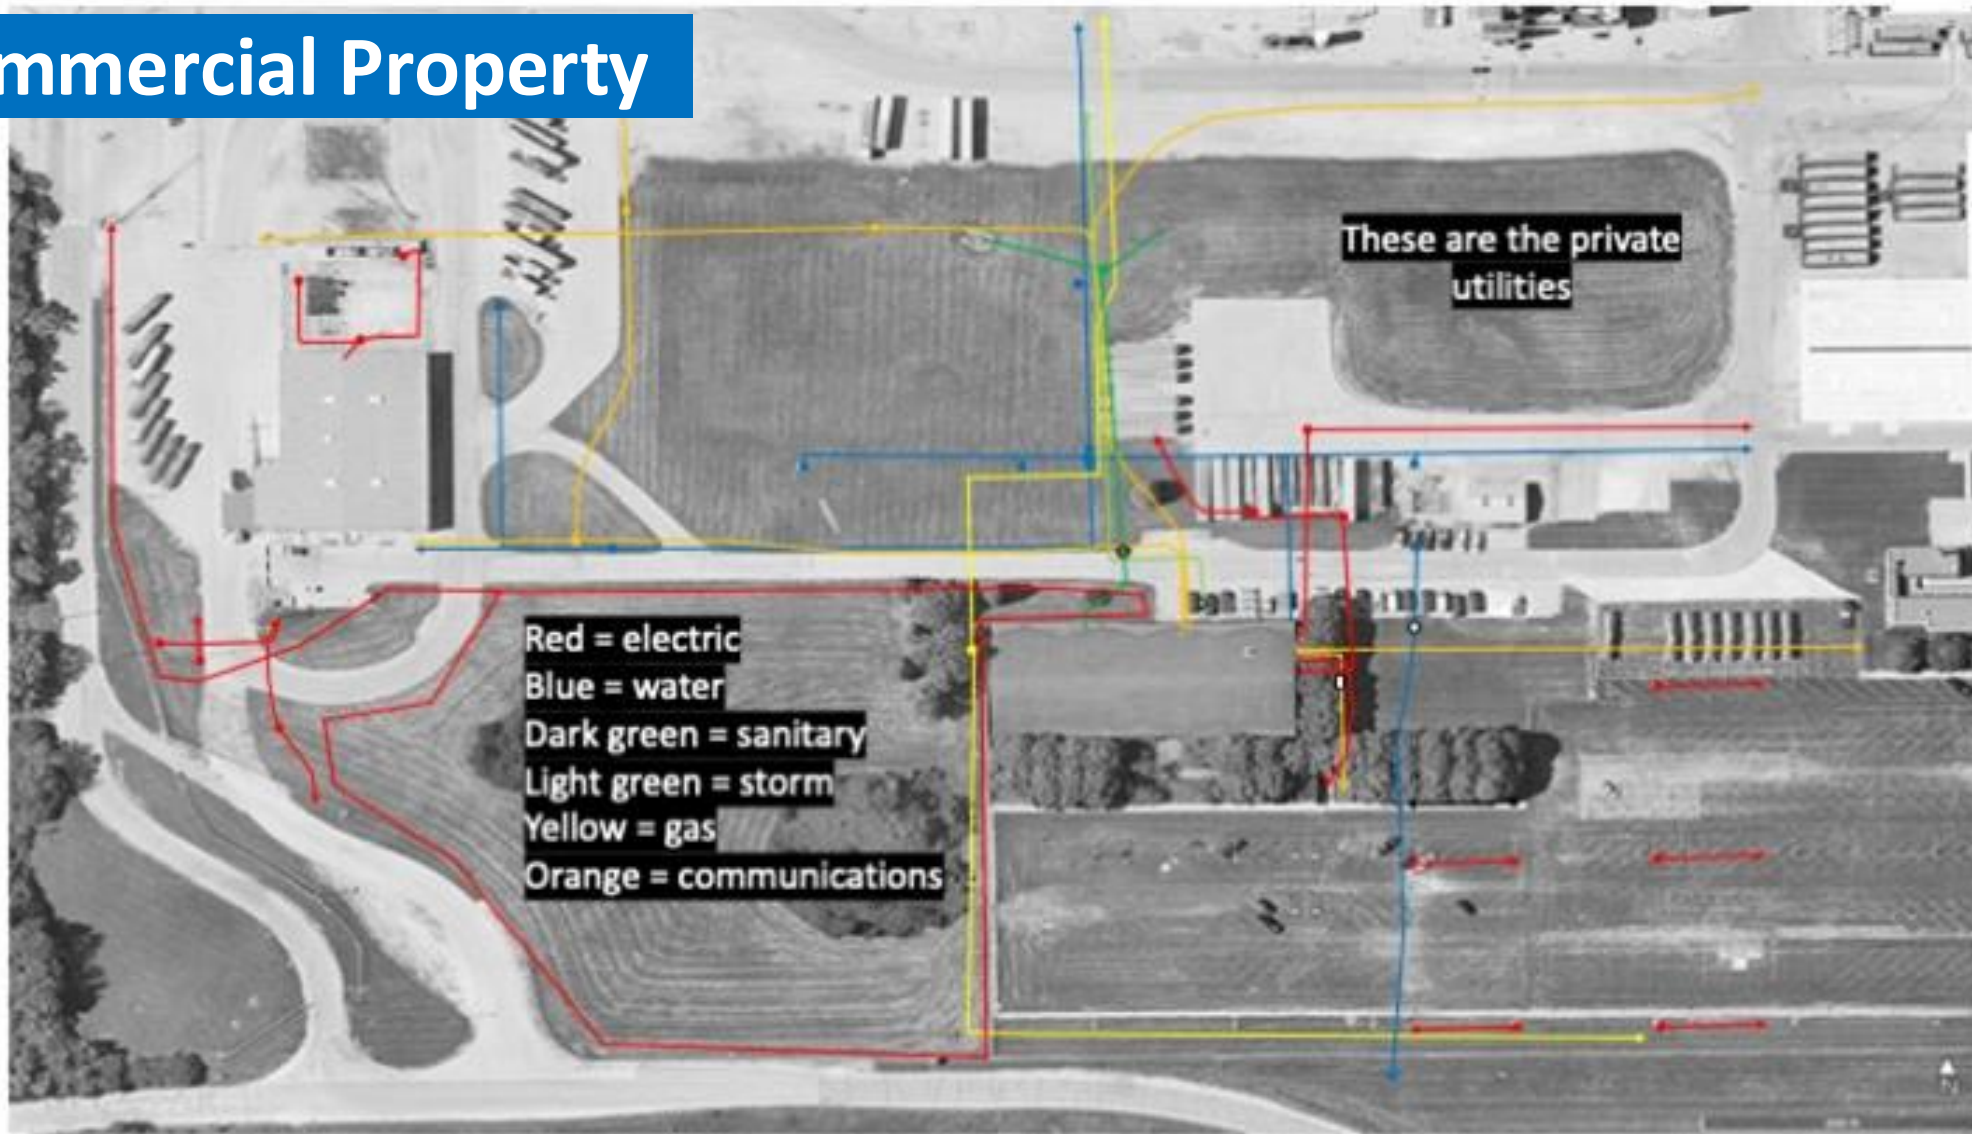 mmercial Property
These are the private
utilities
Red = electric
Blue = water
Dark green = sanitary
Light green = storm
Yellow = gas
Orange = communications
N